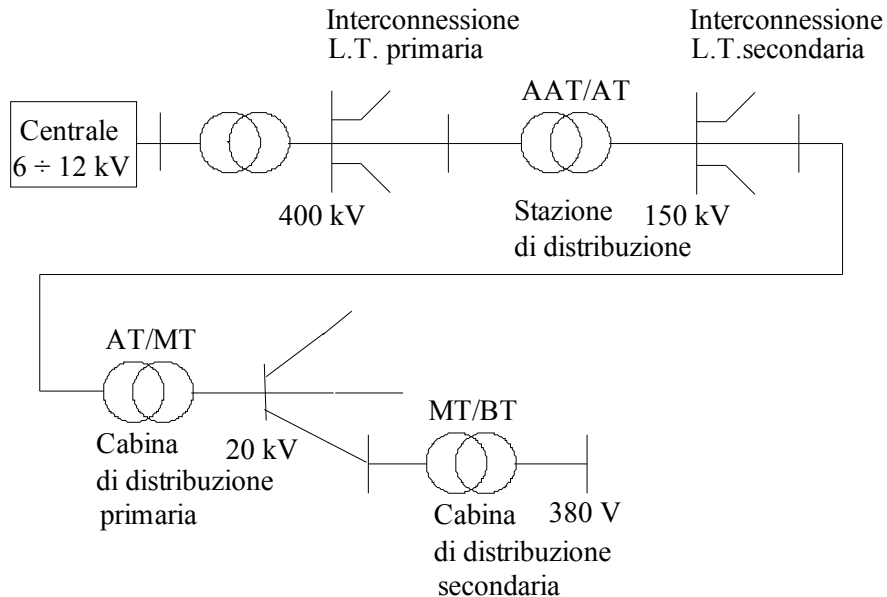 Interconnessione
L.T. primaria
Interconnessione
L.T.secondaria
Centrale
6 ÷ 12 kV
AAT/AT
400 kV
Stazione
di distribuzione
150 kV
AT/MT
Cabina
di distribuzione
primaria
20 kV
MT/BT
Cabina
di distribuzione
secondaria
380 V